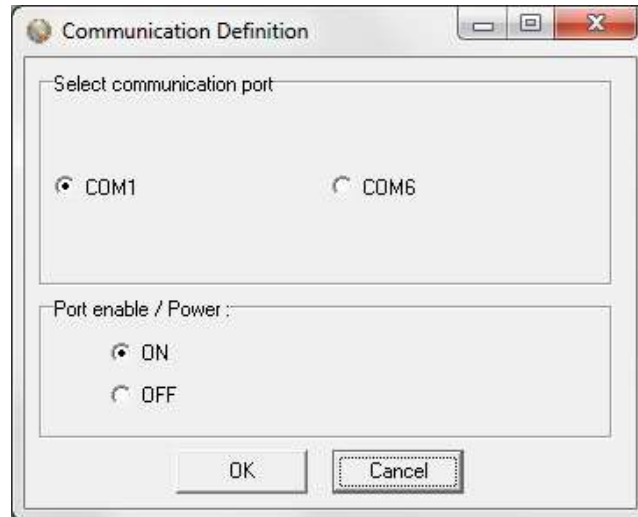 Communication Definition
Select communication port
COM1 COM6
Port enable / Power :
ON
OFF
OK Cancel